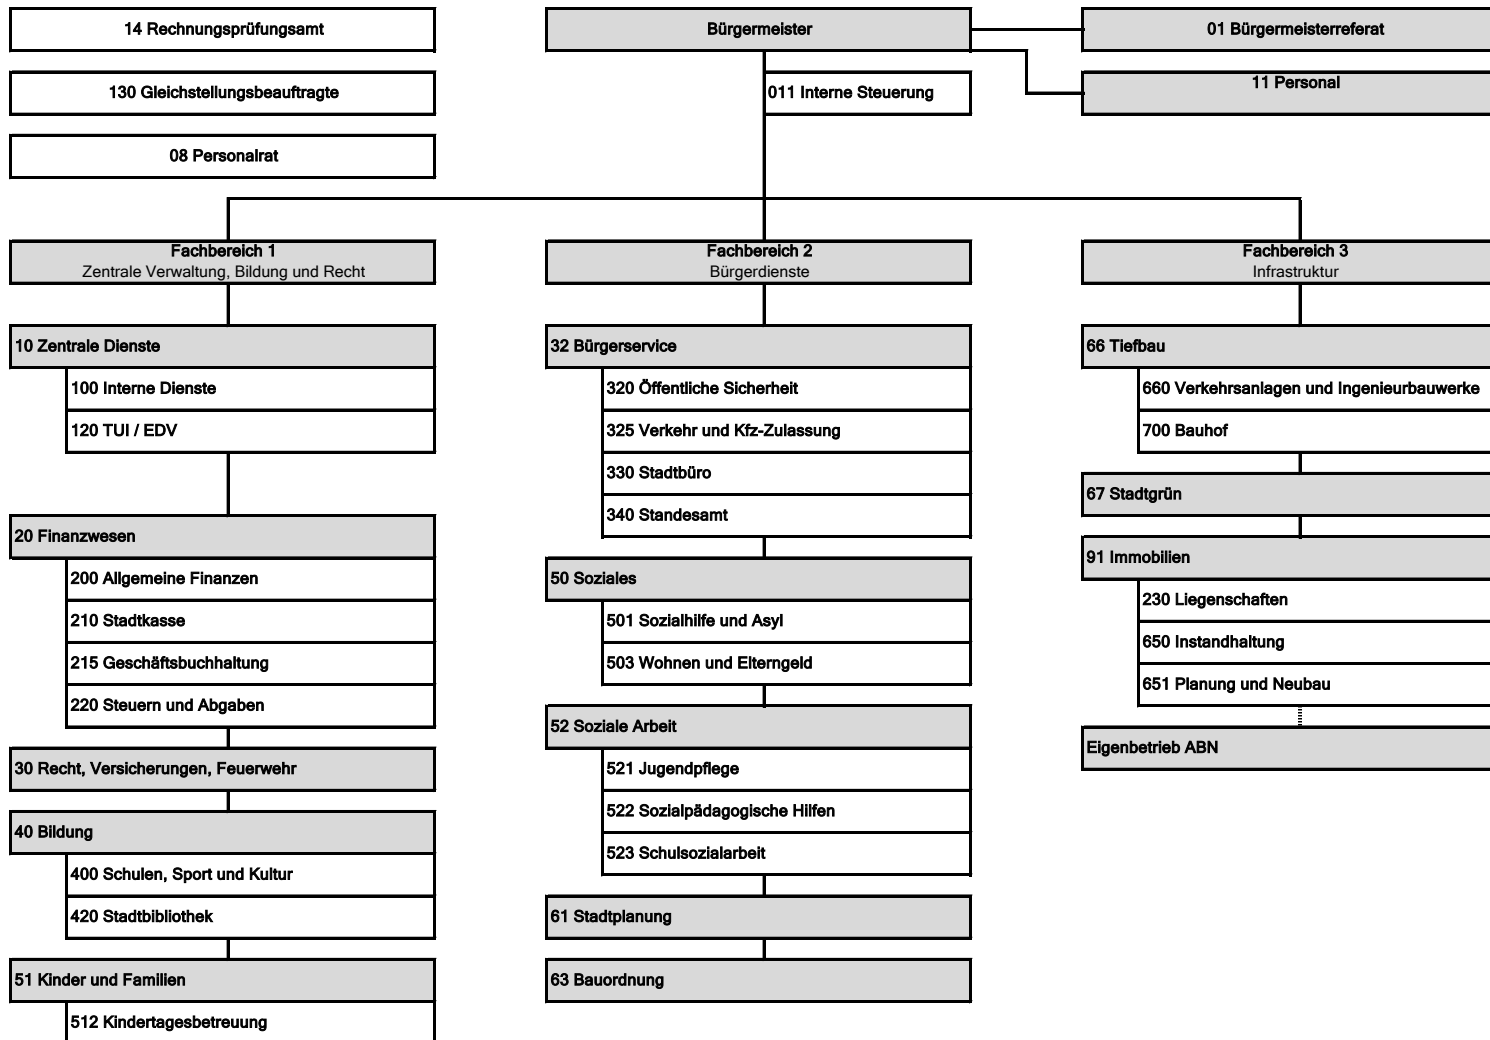 14 Rechnungsprüfungsamt
Bürgermeister
01 Bürgermeisterreferat
130 Gleichstellungsbeauftragte
011 Interne Steuerung
11 Personal
08 Personalrat
Fachbereich 1
Zentrale Verwaltung, Bildung und Recht
10 Zentrale Dienste
100 Interne Dienste
120 TUI / EDV
20 Finanzwesen
200 Allgemeine Finanzen
210 Stadtkasse
215 Geschäftsbuchhaltung
220 Steuern und Abgaben
30 Recht, Versicherungen, Feuerwehr
40 Bildung
400 Schulen, Sport und Kultur
420 Stadtbibliothek
51 Kinder und Familien
512 Kindertagesbetreuung
Fachbereich 2
Bürgerdienste
32 Bürgerservice
320 Öffentliche Sicherheit
325 Verkehr und Kfz-Zulassung
330 Stadtbüro
340 Standesamt
50 Soziales
501 Sozialhilfe und Asyl
503 Wohnen und Elterngeld
52 Soziale Arbeit
521 Jugendpflege
522 Sozialpädagogische Hilfen
523 Schulsozialarbeit
61 Stadtplanung
63 Bauordnung
Fachbereich 3
Infrastruktur
66 Tiefbau
660 Verkehrsanlagen und Ingenieurbauwerke
700 Bauhof
67 Stadtgrün
91 Immobilien
230 Liegenschaften
650 Instandhaltung
651 Planung und Neubau
Eigenbetrieb ABN